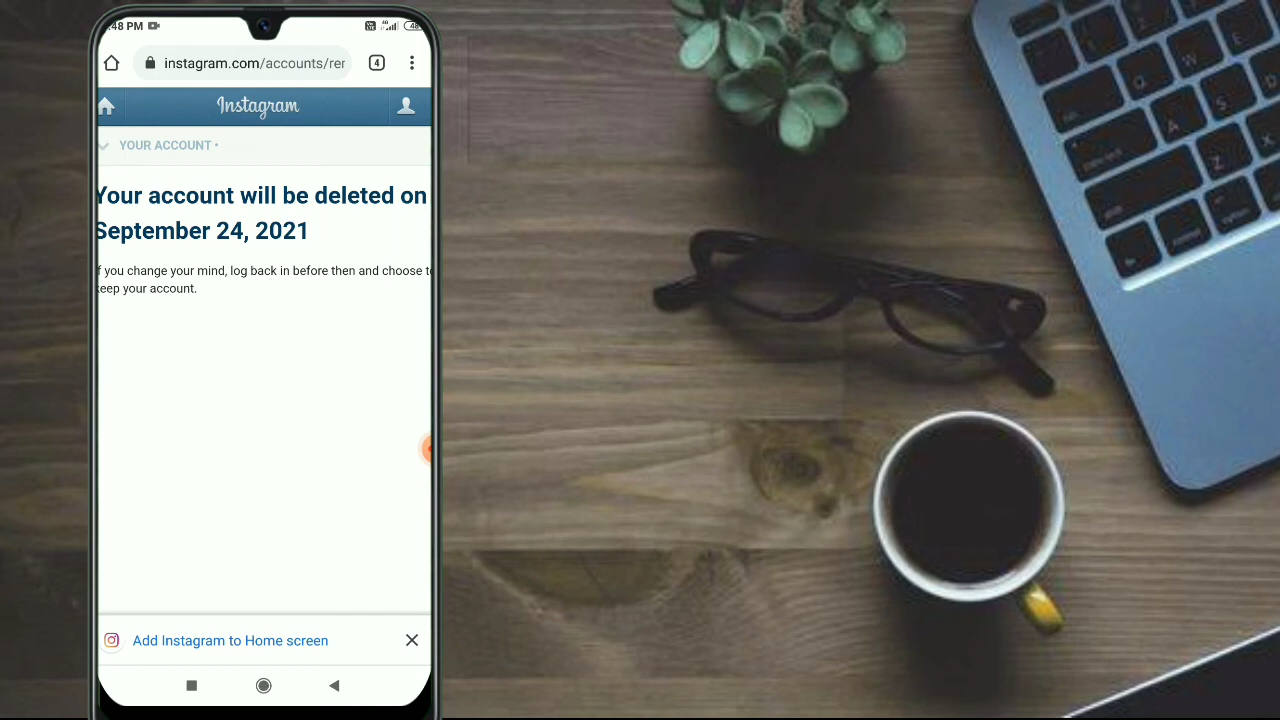 :48 PM
48
instagram.com/accounts/rer
4
Instagram
YOUR ACCOUNT •
Your account will be deleted on
September 24, 2021
f you change your mind, log back in before then and choose to
keep your account.
Add Instagram to Home screen
Q
W
E
A
S
D
Z
X